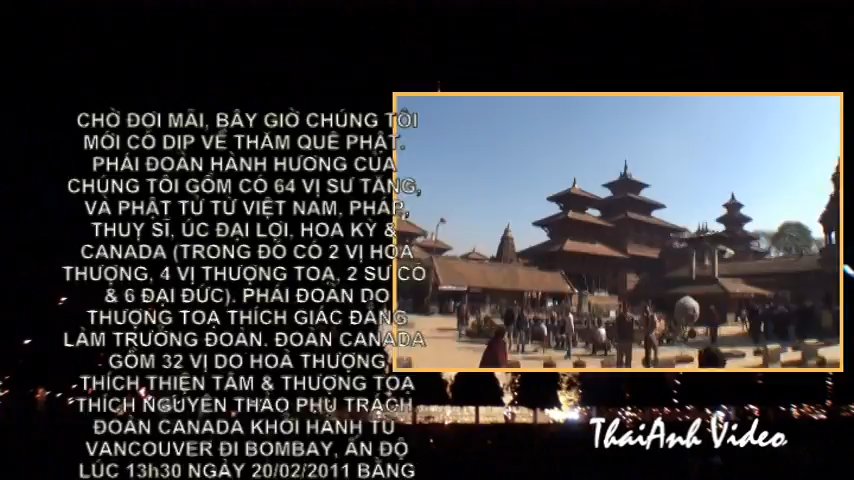 CHỜ ĐỢI MÃI, BÂY GIỜ CHÚNG TÔI
MỚI CÓ DỊP VỀ THĂM QUÊ PHẬT.
PHÁI ĐOÀN HÀNH HƯƠNG CỦA
CHÚNG TÔI GỒM CÓ 64 VỊ SƯ TĂNG,
VÀ PHẬT TỬ TỪ VIỆT NAM, PHÁP,
THUỴ SĨ, ÚC ĐẠI LỢI, HOA KỲ &
CANADA (TRONG ĐÓ CÓ 2 VỊ HOÀ
THƯỢNG, 4 VỊ THƯỢNG TOẠ, 2 SƯ CÔ
& 6 ĐẠI ĐỨC). PHÁI ĐOÀN DO
THƯỢNG TOẠ THÍCH GIÁC ĐẲNG
LÀM TRƯỞNG ĐOÀN. ĐOÀN CANADA
GỒM 32 VỊ DO HOÀ THƯỢNG
THÍCH THIỆN TÂM & THƯỢNG TOẠ
THÍCH NGUYÊN THẢO PHỤ TRÁCH
ĐOÀN CANADA KHỞI HÀNH TỪ
VANCOUVER ĐI BOMBAY, ẤN ĐỘ
LÚC 13h30 NGÀY 20/02/2011 BẰNG
ThaiAnh Video